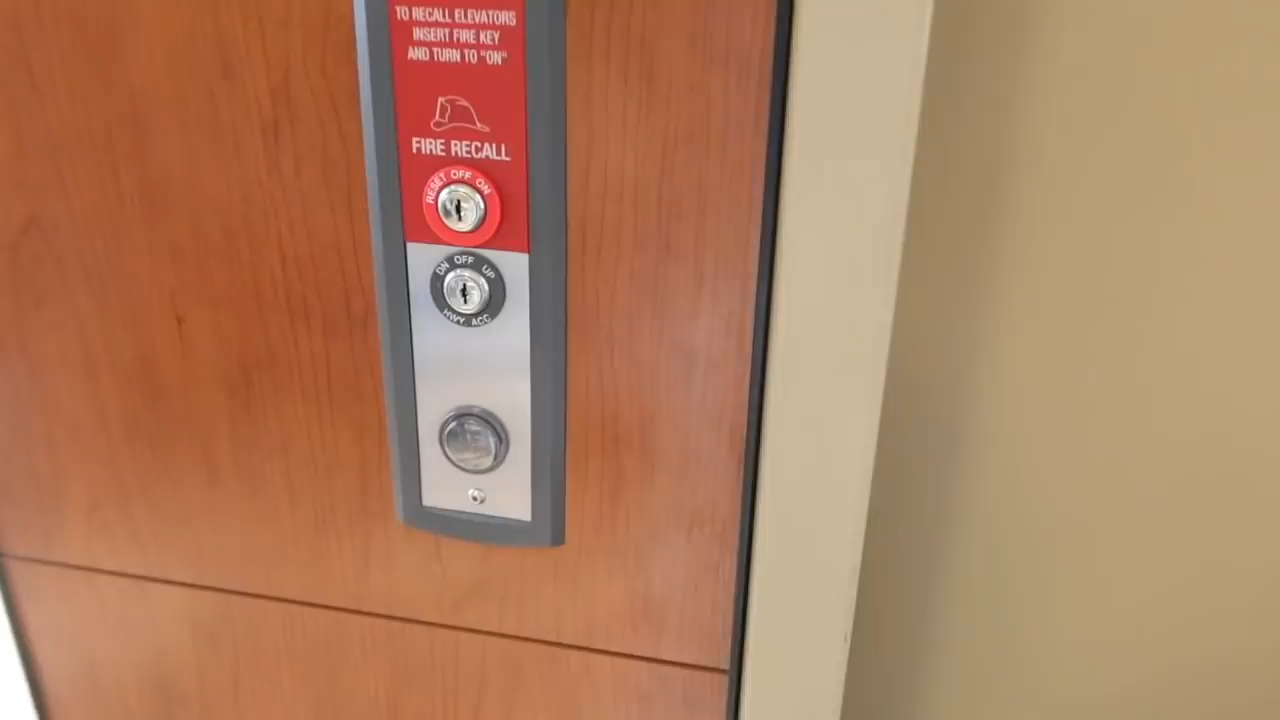 TO RECALL ELEVATORS
INSERT FIRE KEY
AND TURN TO "ON"
FIRE RECALL
RESET OFF ON
DN OFF UP
HWY. ACC